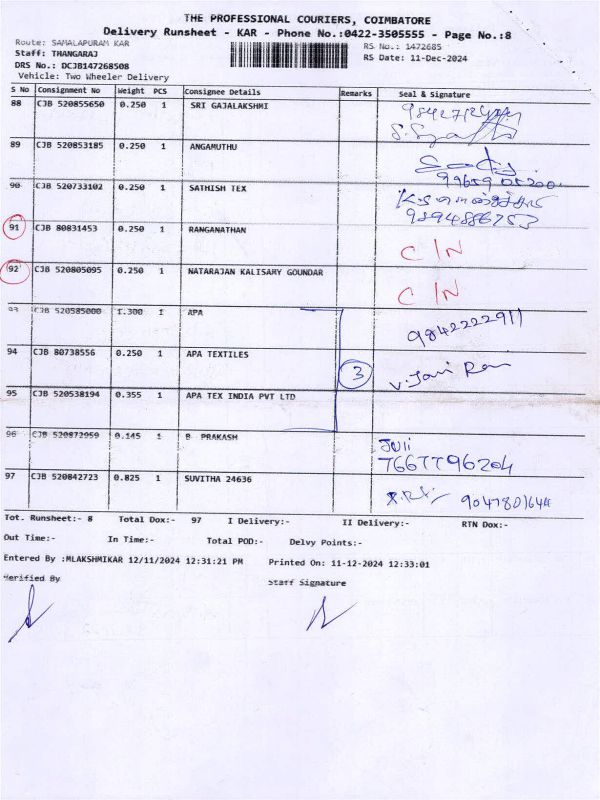 THE PROFESSIONAL COURIERS, COIMBATORE
Delivery Runsheet - KAR - Phone No.:0422-3505555 - Page No.:8
Route: SAMALAPURAM KAR
RS No.: 1472685
Staff: THANGARAJ
RS Date: 11-Dec-2024
DRS No.: DCJB147268508
Vehicle: Two Wheeler Delivery
S No Consignment No Weight PCS Consignee Details Remarks Seal & Signature
88 CJB 520855650 0.250 1 SRI GAJALAKSHMI
89 CJB 520853185 0.250 1 ANGAMUTHU
9965905200
90 CJB 520733102 0.250 1 SATHISH TEX
9894886753
91 CJB 80831453 0.250 1 RANGANATHAN C/N
92 CJB 520805095 0.250 1 NATARAJAN KALISAMY GOUNDAR C/N
93 CJB 520585000 1.300 1 APA 9842222911
94 CJB 80738556 0.250 1 APA TEXTILES 3
95 CJB 520538194 0.355 1 APA TEX INDIA PVT LTD
96 CJB 520872959 0.145 1 B PRAKASH
7667796204
97 CJB 520842723 0.825 1 SUVITHA 24636
Tot. Runsheet:- 8 Total Dox:- 97 I Delivery:- II Delivery:- RTN Dox:-
Out Time:- In Time:- Total POD:- Delvy Points:-
Entered By :MLAKSHMIKAR 12/11/2024 12:31:21 PM Printed On: 11-12-2024 12:33:01
Verified By Staff Signature